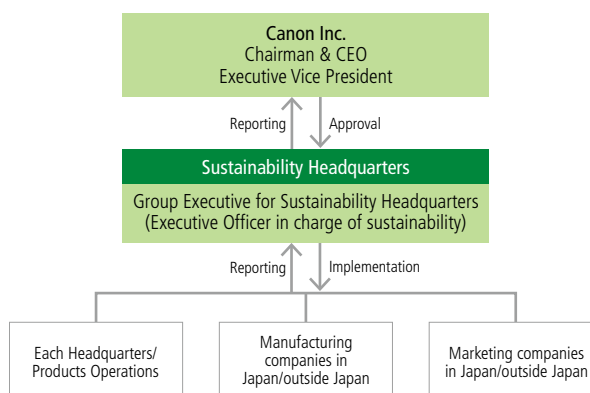 Canon Inc.
Chairman & CEO
Executive Vice President
Reporting
Approval
Sustainability Headquarters
Group Executive for Sustainability Headquarters
(Executive Officer in charge of sustainability)
Reporting
Implementation
Each Headquarters/
Products Operations
Manufacturing
companies in
Japan/outside Japan
Marketing companies
in Japan/outside Japan